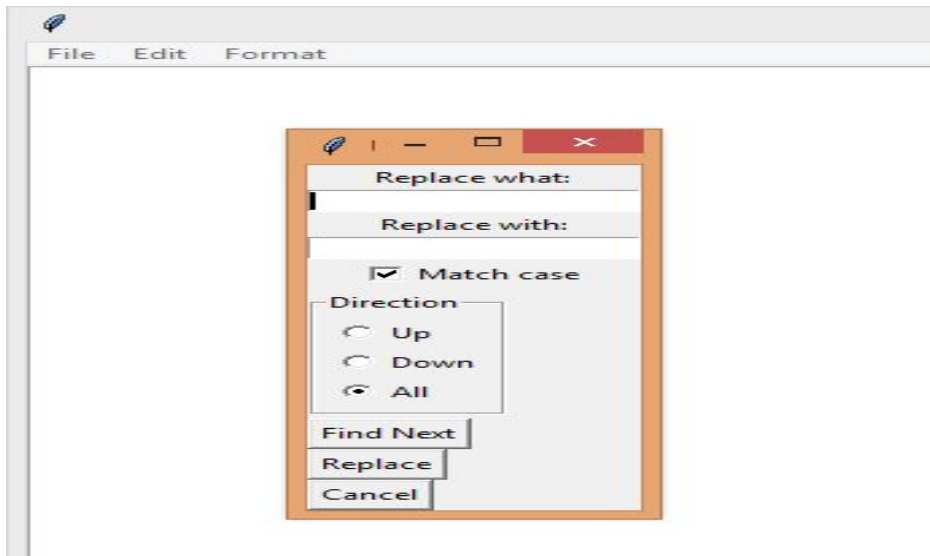 File Edit Format
Replace what:
Replace with:
Match case
Direction
Up
Down
All
Find Next
Replace
Cancel